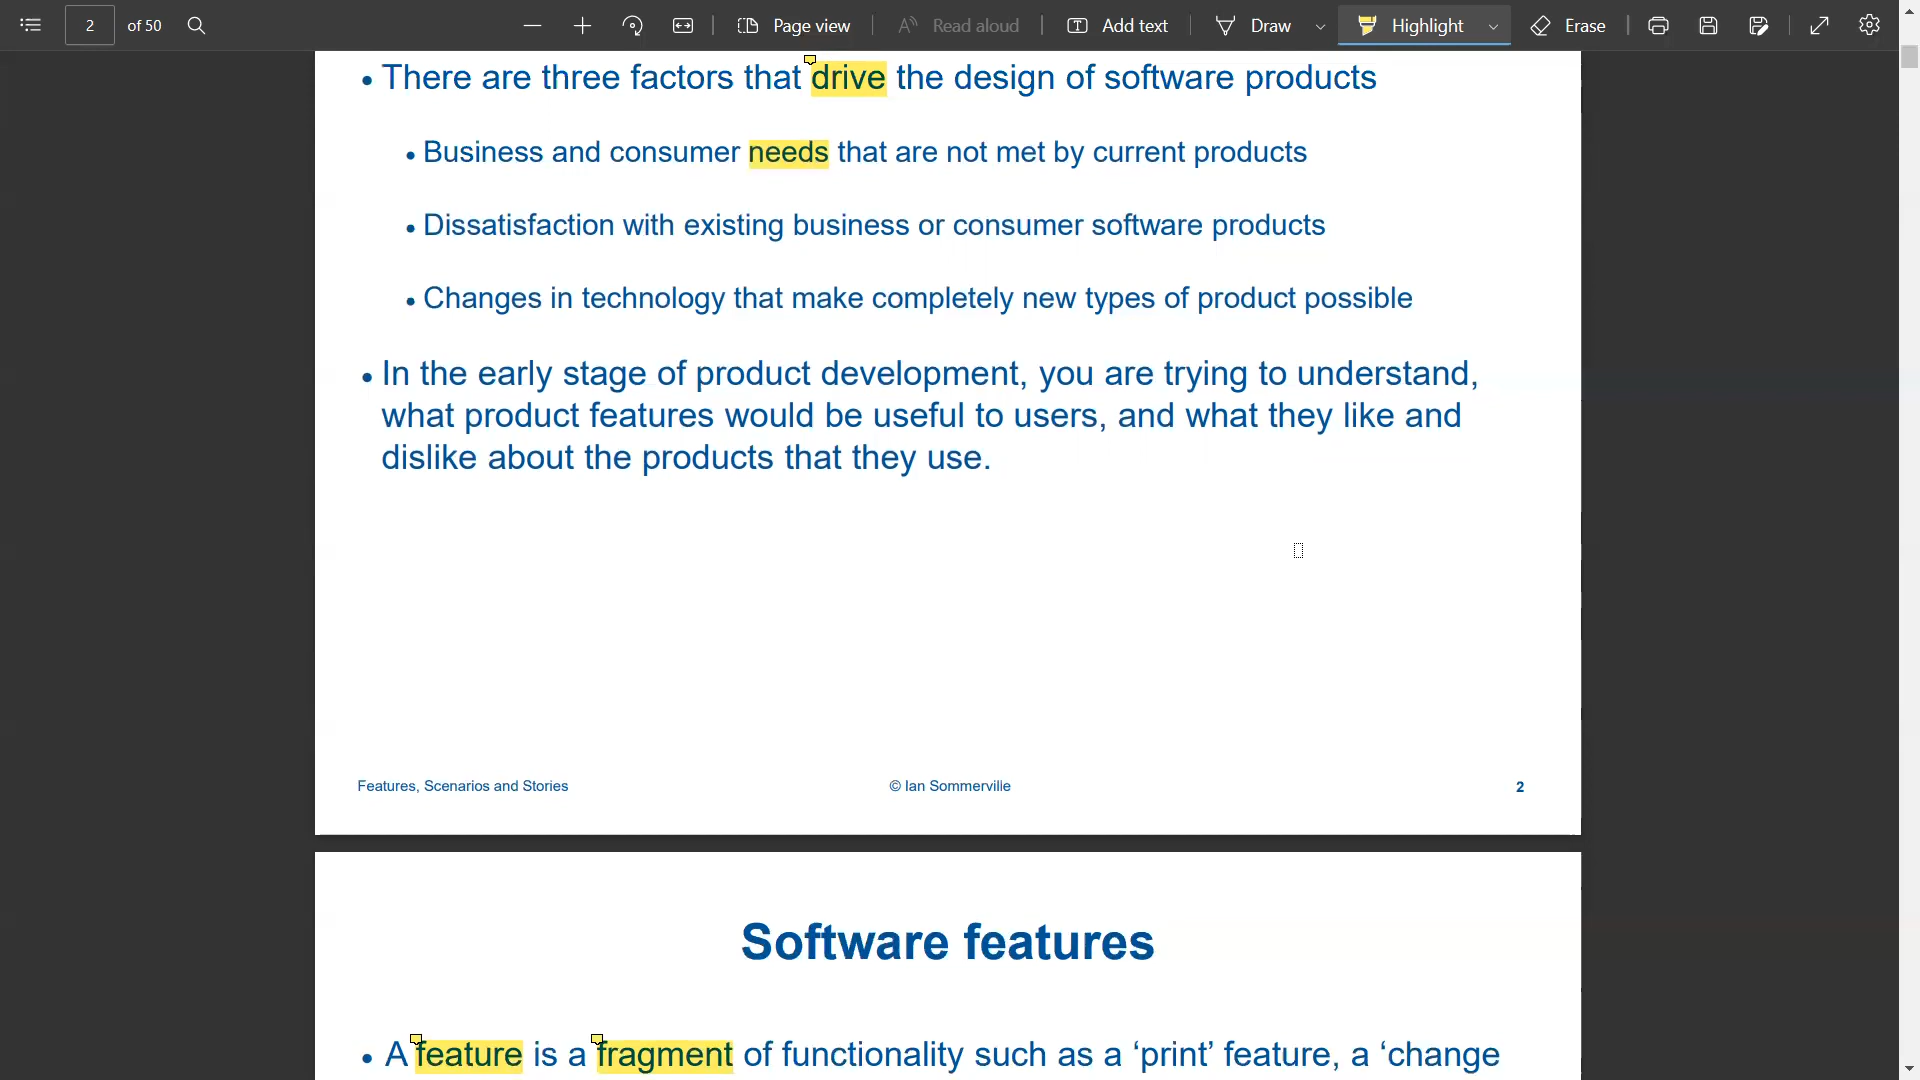 2 of 50 Page view Read aloud Add text Draw Highlight Erase
• There are three factors that drive the design of software products
• Business and consumer needs that are not met by current products
• Dissatisfaction with existing business or consumer software products
• Changes in technology that make completely new types of product possible
• In the early stage of product development, you are trying to understand,
what product features would be useful to users, and what they like and
dislike about the products that they use.
Features, Scenarios and Stories © Ian Sommerville 2
Software features
• A feature is a fragment of functionality such as a ‘print’ feature, a ‘change